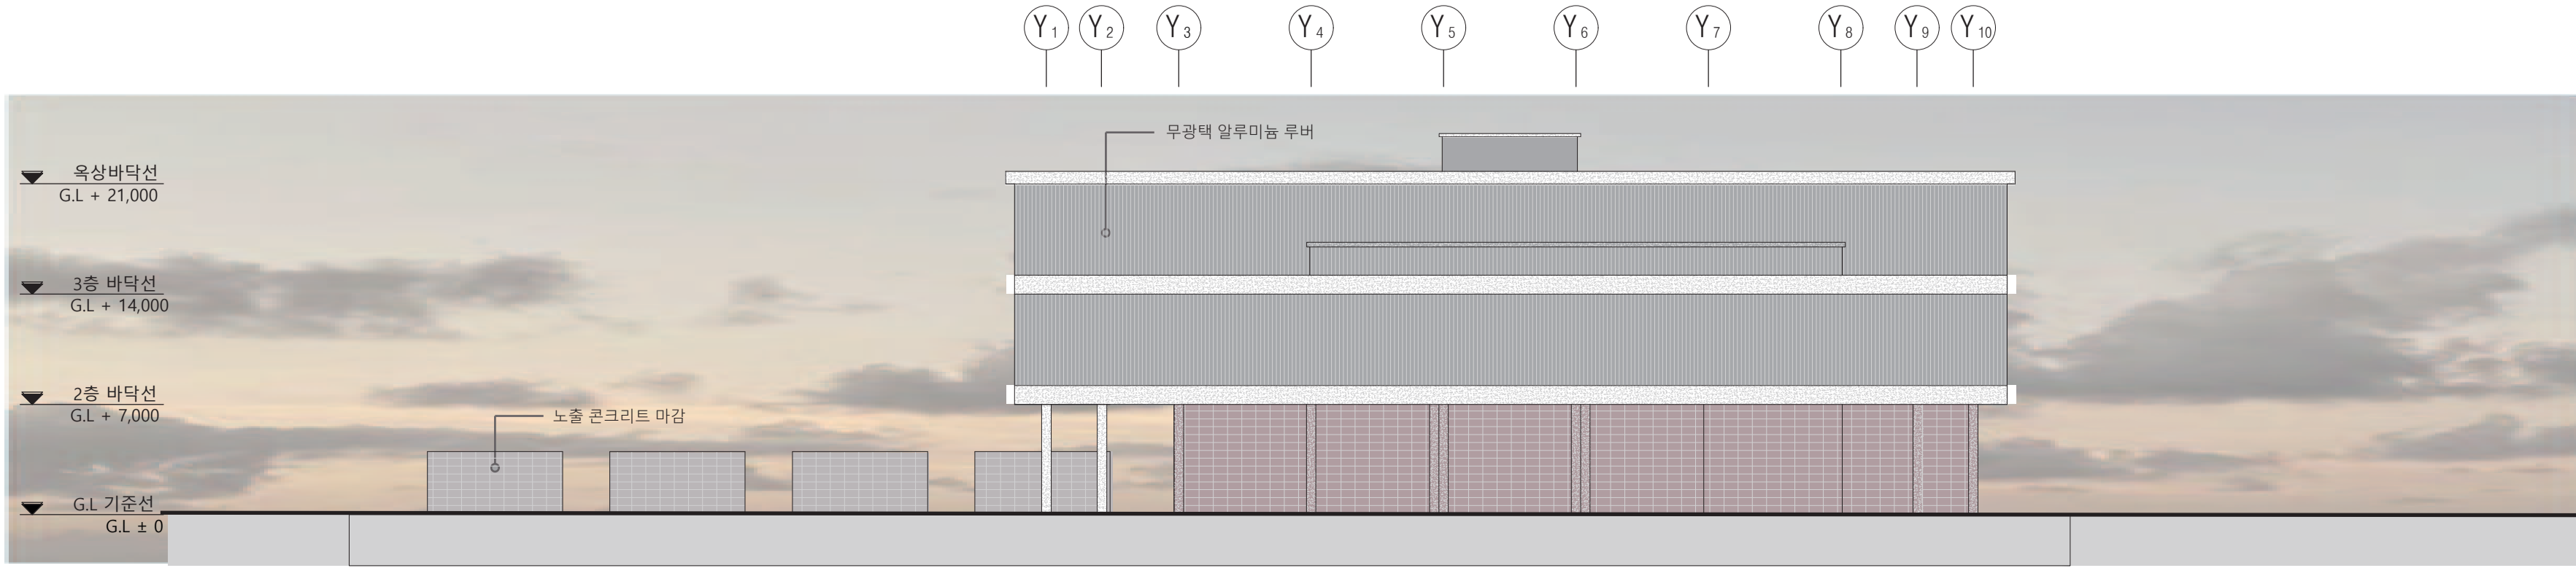 Y1 Y2 Y3 Y4 Y5 Y6 Y7 Y8 Y9 Y10
무광택 알루미늄 루버
옥상바닥선
G.L + 21,000
3층 바닥선
G.L + 14,000
2층 바닥선
G.L + 7,000
노출 콘크리트 마감
G.L 기준선
G.L ± 0